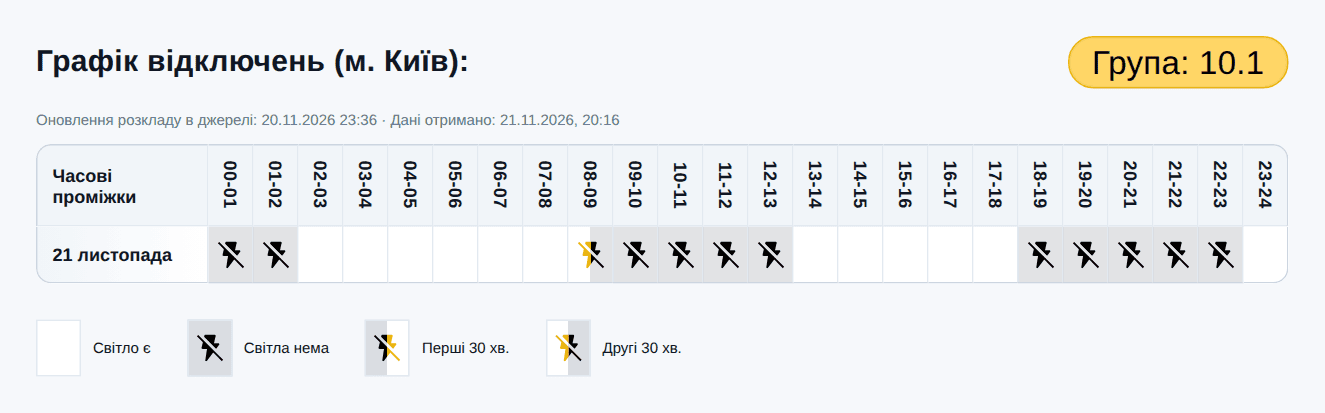 Графік відключень (м. Київ):
Група: 10.1
Оновлення розкладу в джерелі: 20.11.2026 23:36 · Дані отримано: 21.11.2026, 20:16
Часові
проміжки
00-01
01-02
02-03
03-04
04-05
05-06
06-07
07-08
08-09
09-10
10-11
11-12
12-13
13-14
14-15
15-16
16-17
17-18
18-19
19-20
20-21
21-22
22-23
23-24
21 листопада
Світло є
Світла нема
Перші 30 хв.
Другі 30 хв.